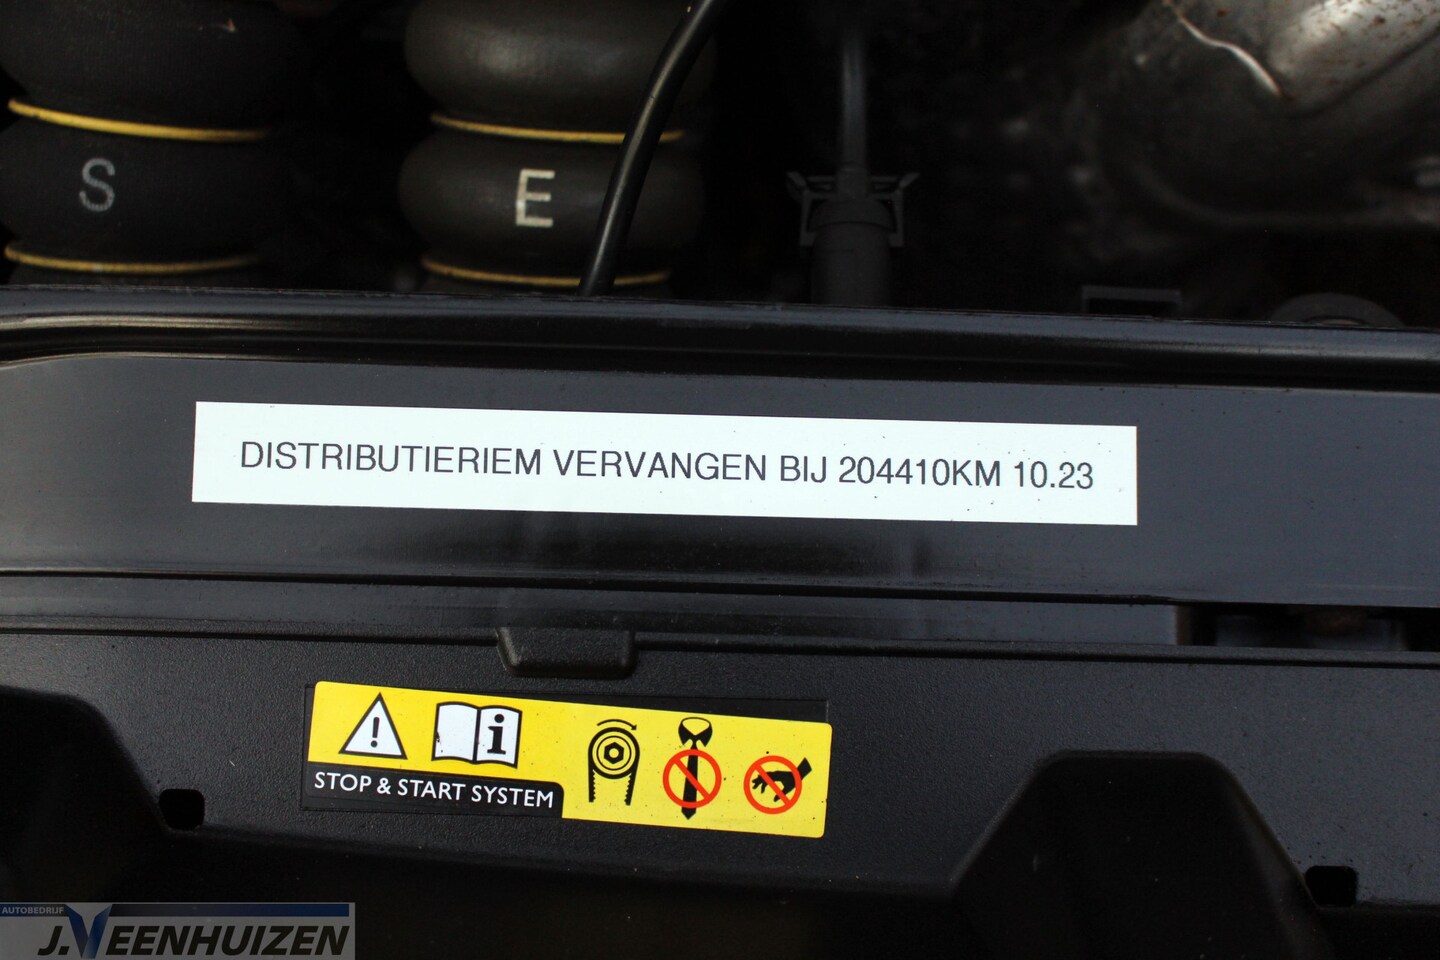 S
E
DISTRIBUTIERIEM VERVANGEN BIJ 204410KM 10.23
STOP & START SYSTEM
AUTOBEDRIJF
J.VEENHUIZEN